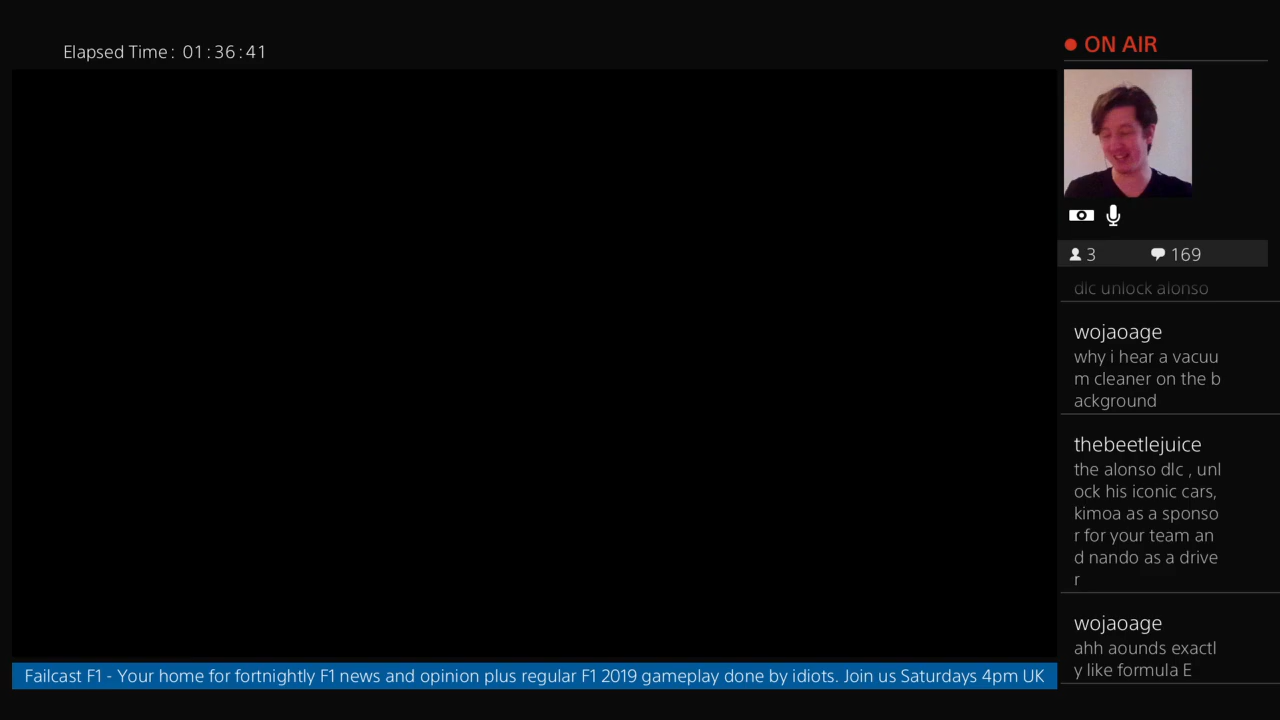 Elapsed Time: 01:36:41
ON AIR
3 169
dlc unlock alonso
wojaoage
why i hear a vacuu
m cleaner on the b
ackground
thebeetlejuice
the alonso dlc , unl
ock his iconic cars,
kimoa as a sponso
r for your team an
d nando as a drive
r
wojaoage
ahh aounds exactl
y like formula E
Failcast F1 - Your home for fortnightly F1 news and opinion plus regular F1 2019 gameplay done by idiots. Join us Saturdays 4pm UK